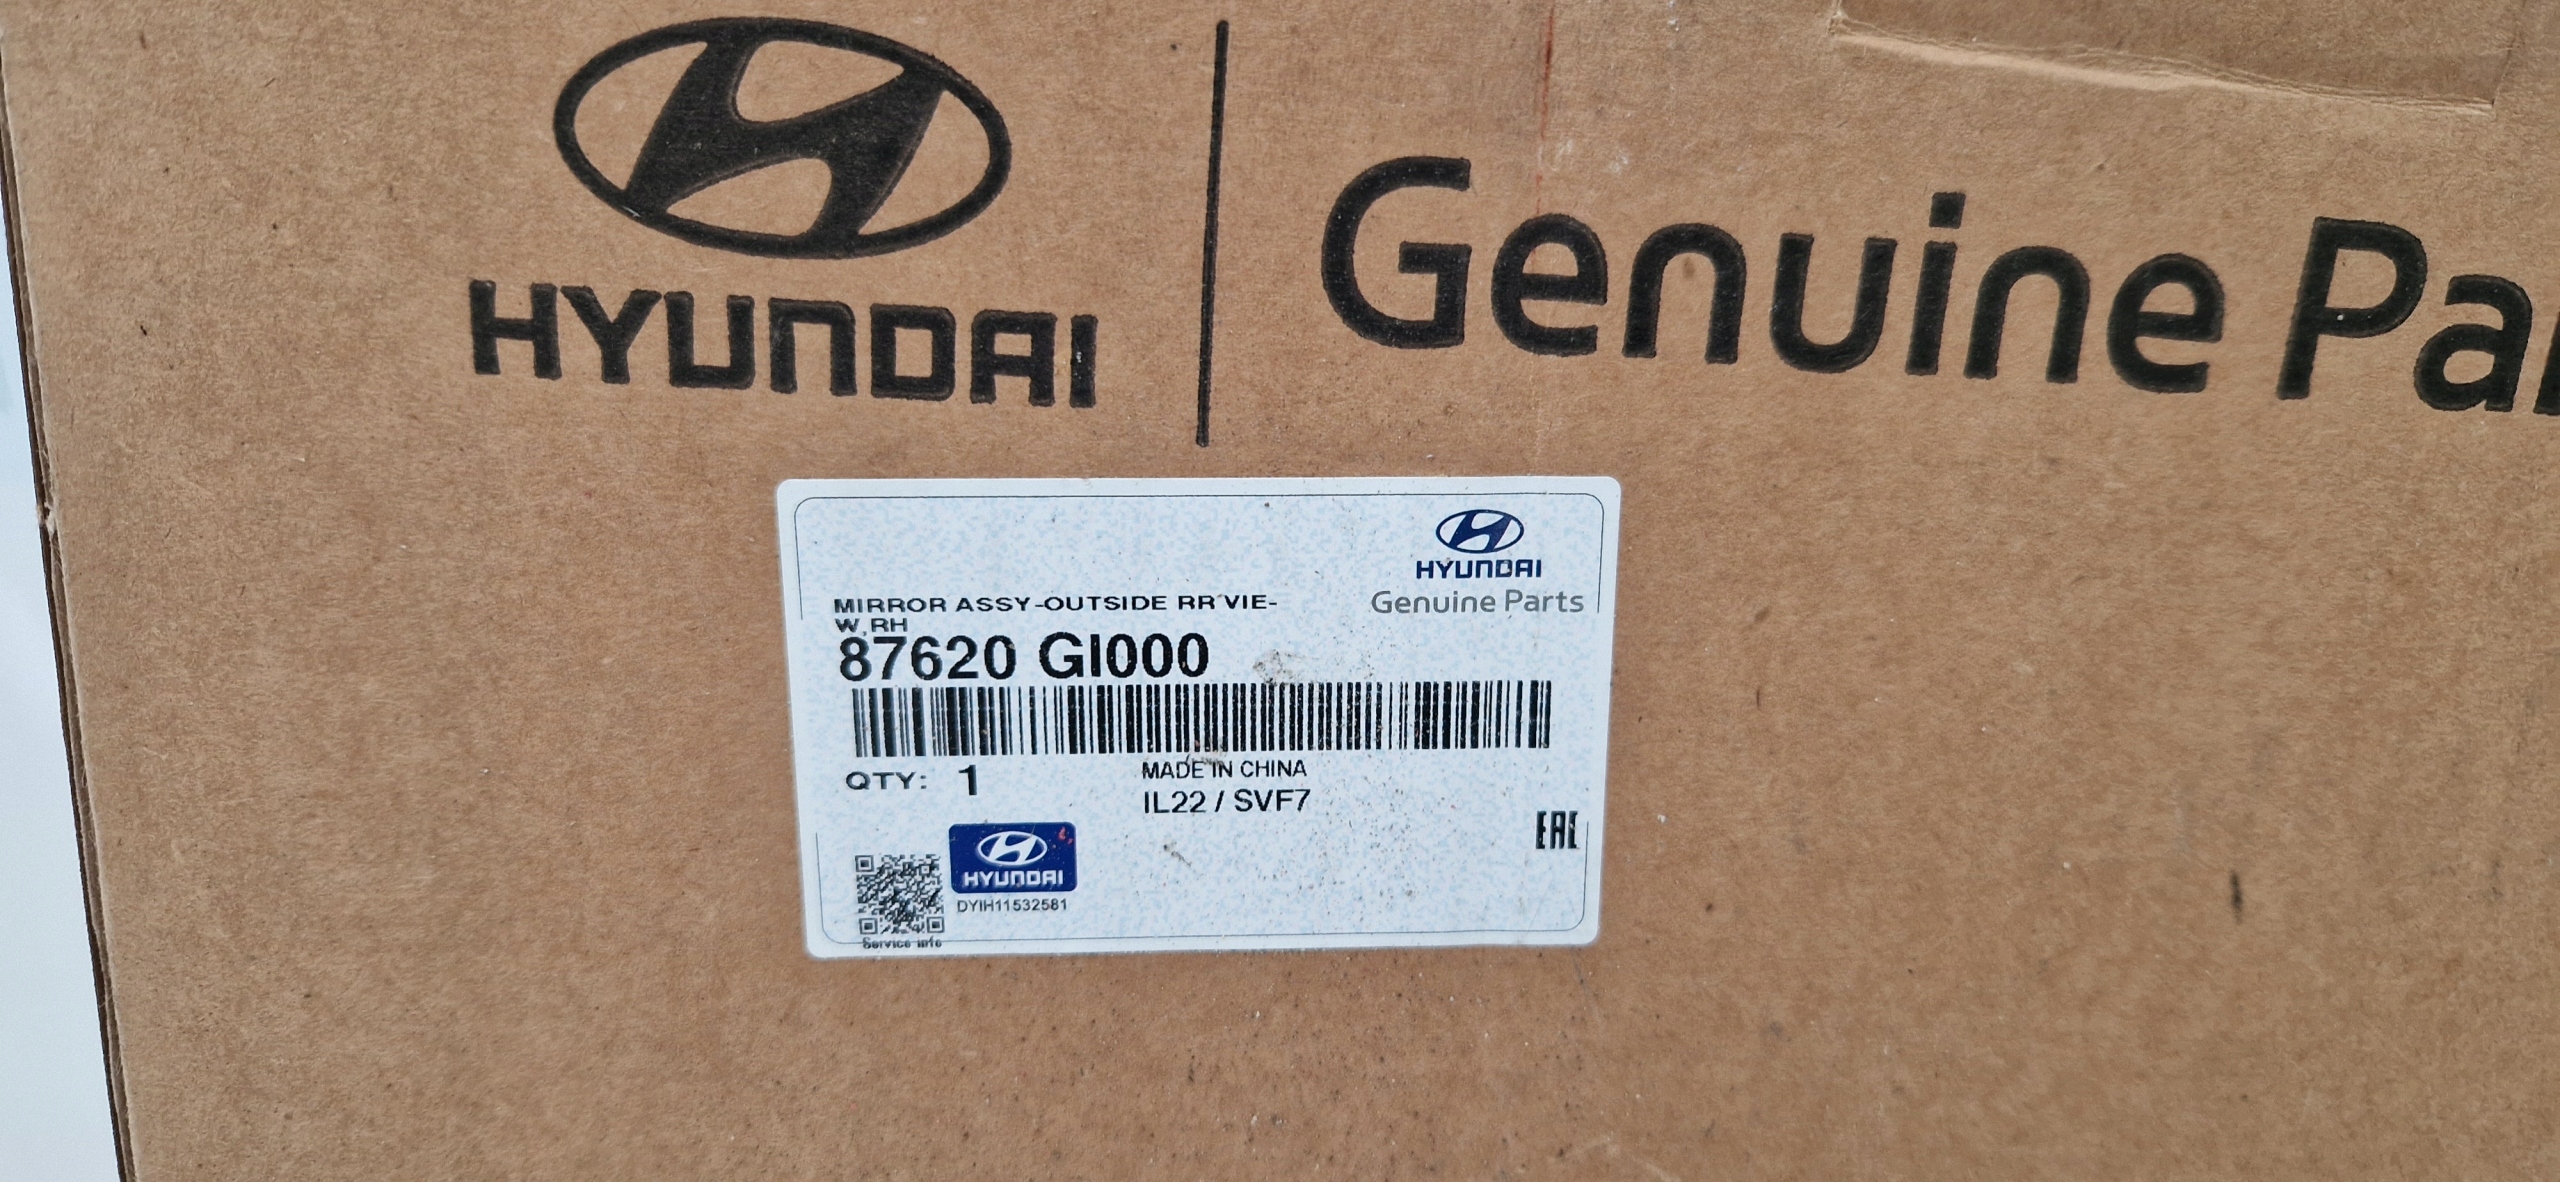 HYUNDAI
Genuine Pa
HYUNDAI
Genuine Parts
MIRROR ASSY-OUTSIDE RR VIE-
W,RH
87620 GI000
QTY: 1
MADE IN CHINA
IL22 / SVF7
EAC
HYUNDAI
DYIH11532581
Service info